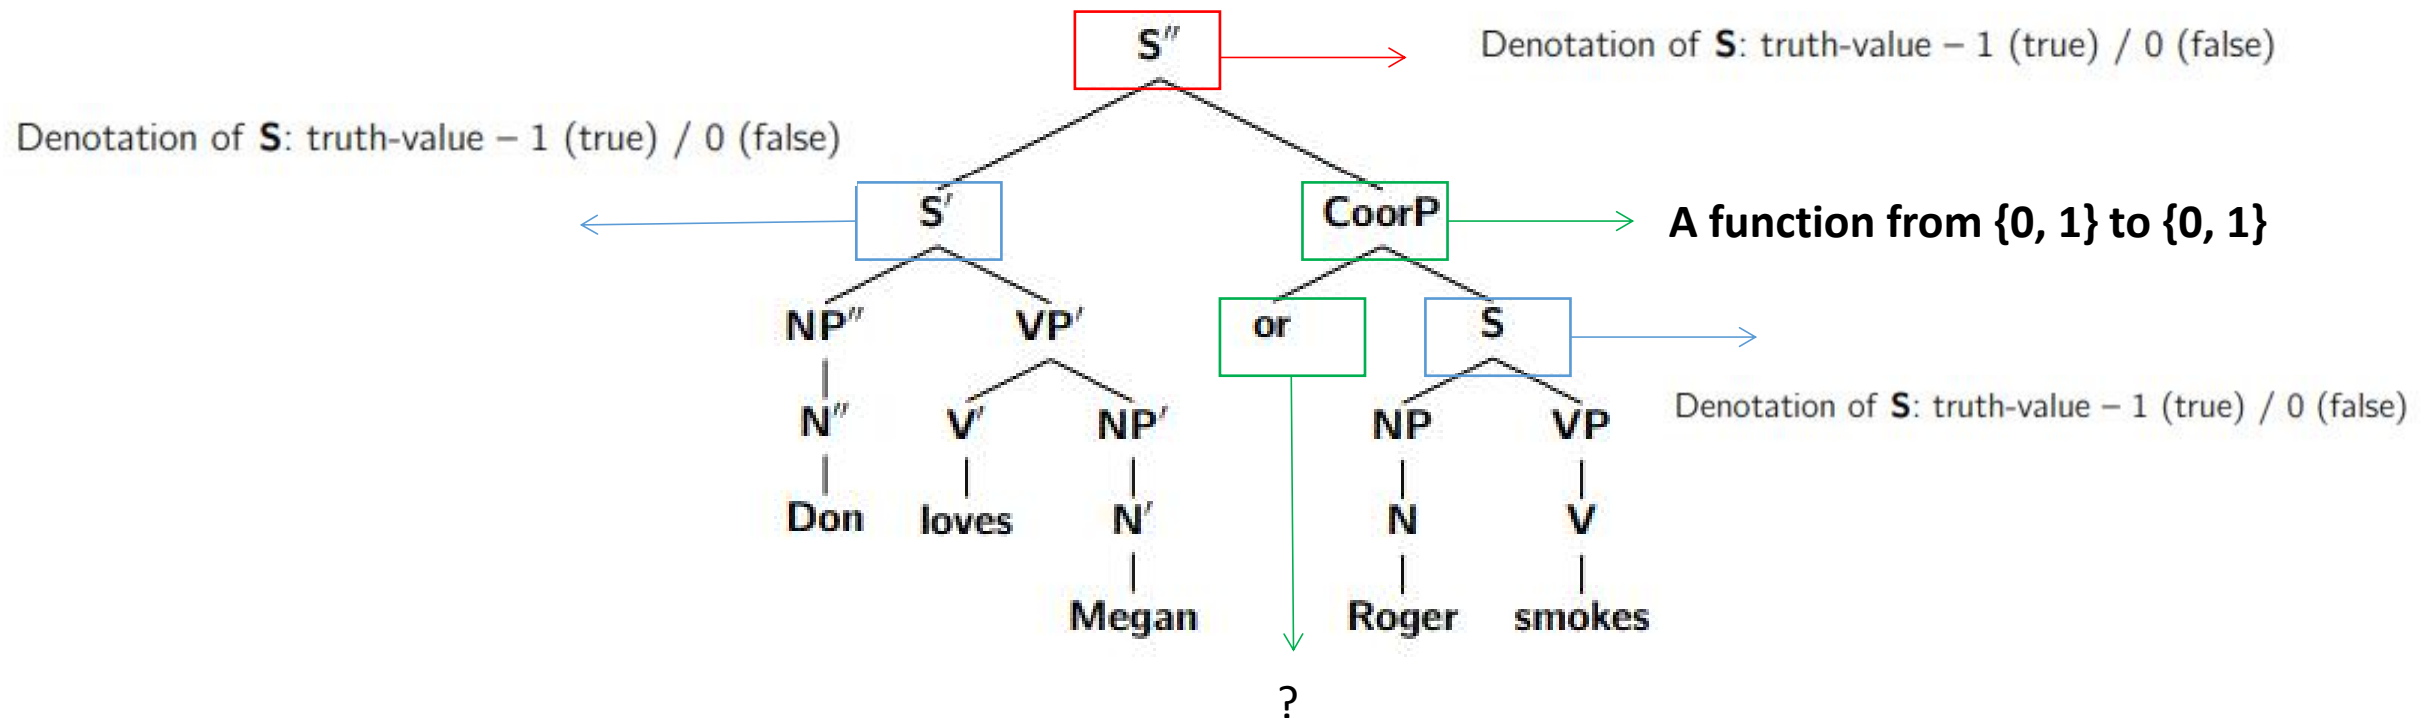 S″ Denotation of S: truth-value – 1 (true) / 0 (false)
Denotation of S: truth-value – 1 (true) / 0 (false)
S′ CoorP A function from {0, 1} to {0, 1}
NP″ VP′ or S
Denotation of S: truth-value – 1 (true) / 0 (false)
N″ V′ NP′ NP VP
Don loves N′ N V
Megan Roger smokes
?